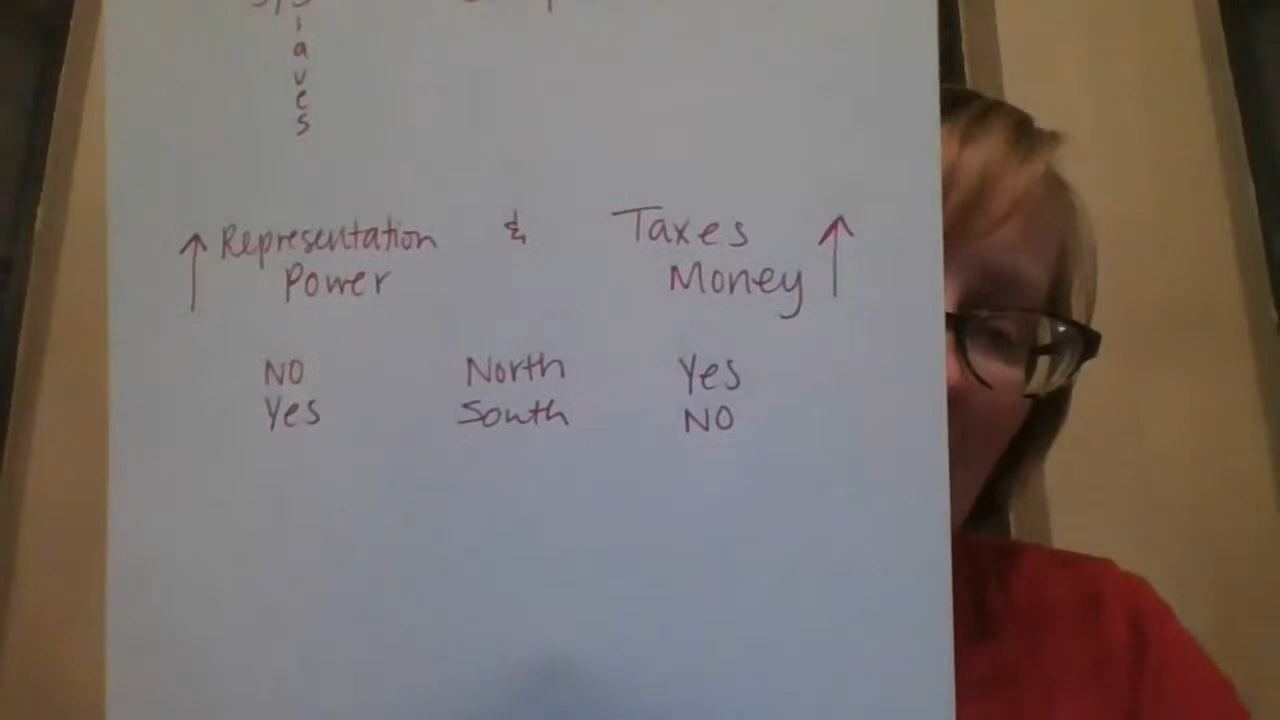 l
a
v
e
s
↑ Representation & Taxes ↑
Power Money
NO North Yes
Yes South NO